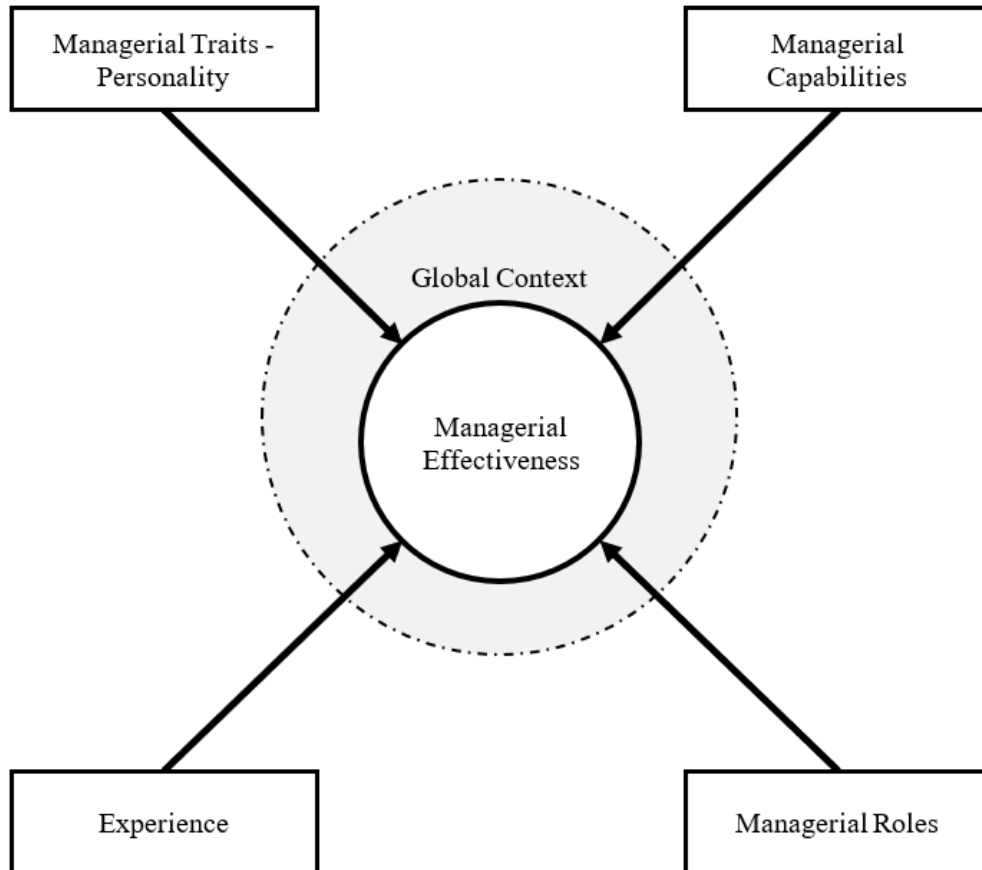 Managerial Traits -
Personality
Managerial
Capabilities
Global Context
Managerial
Effectiveness
Experience
Managerial Roles